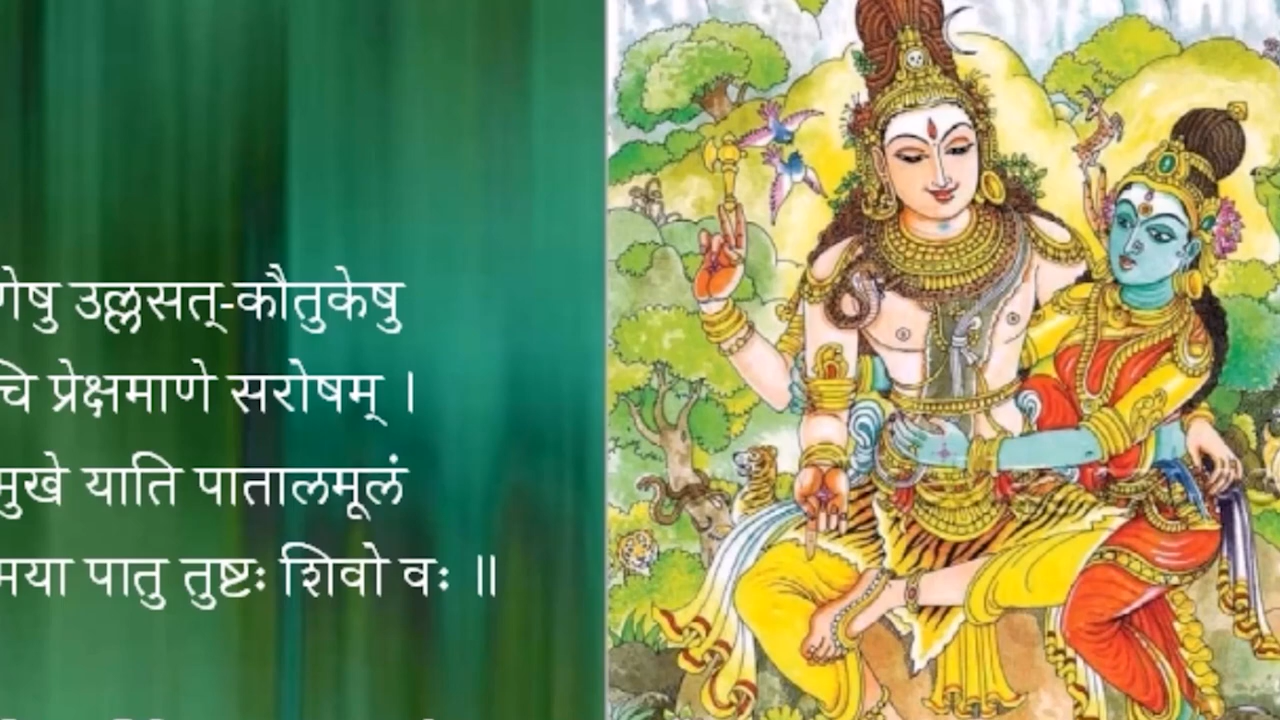 णेषु उल्लसत्-कौतुकेषु
चि प्रेक्षमाणे सरोषम् ।
मुखे याति पातालमूलं
मया पातु तुष्टः शिवो वः ॥